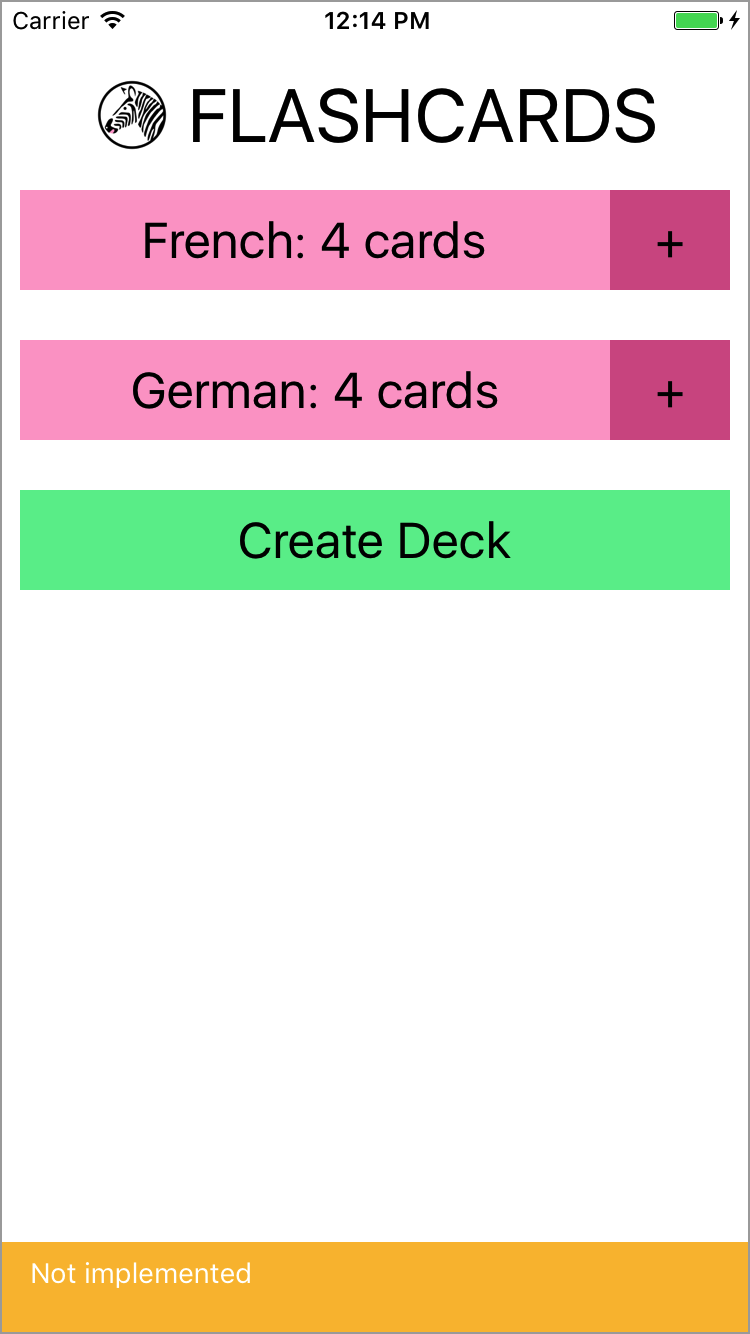 Carrier 12:14 PM
FLASHCARDS
French: 4 cards +
German: 4 cards +
Create Deck
Not implemented